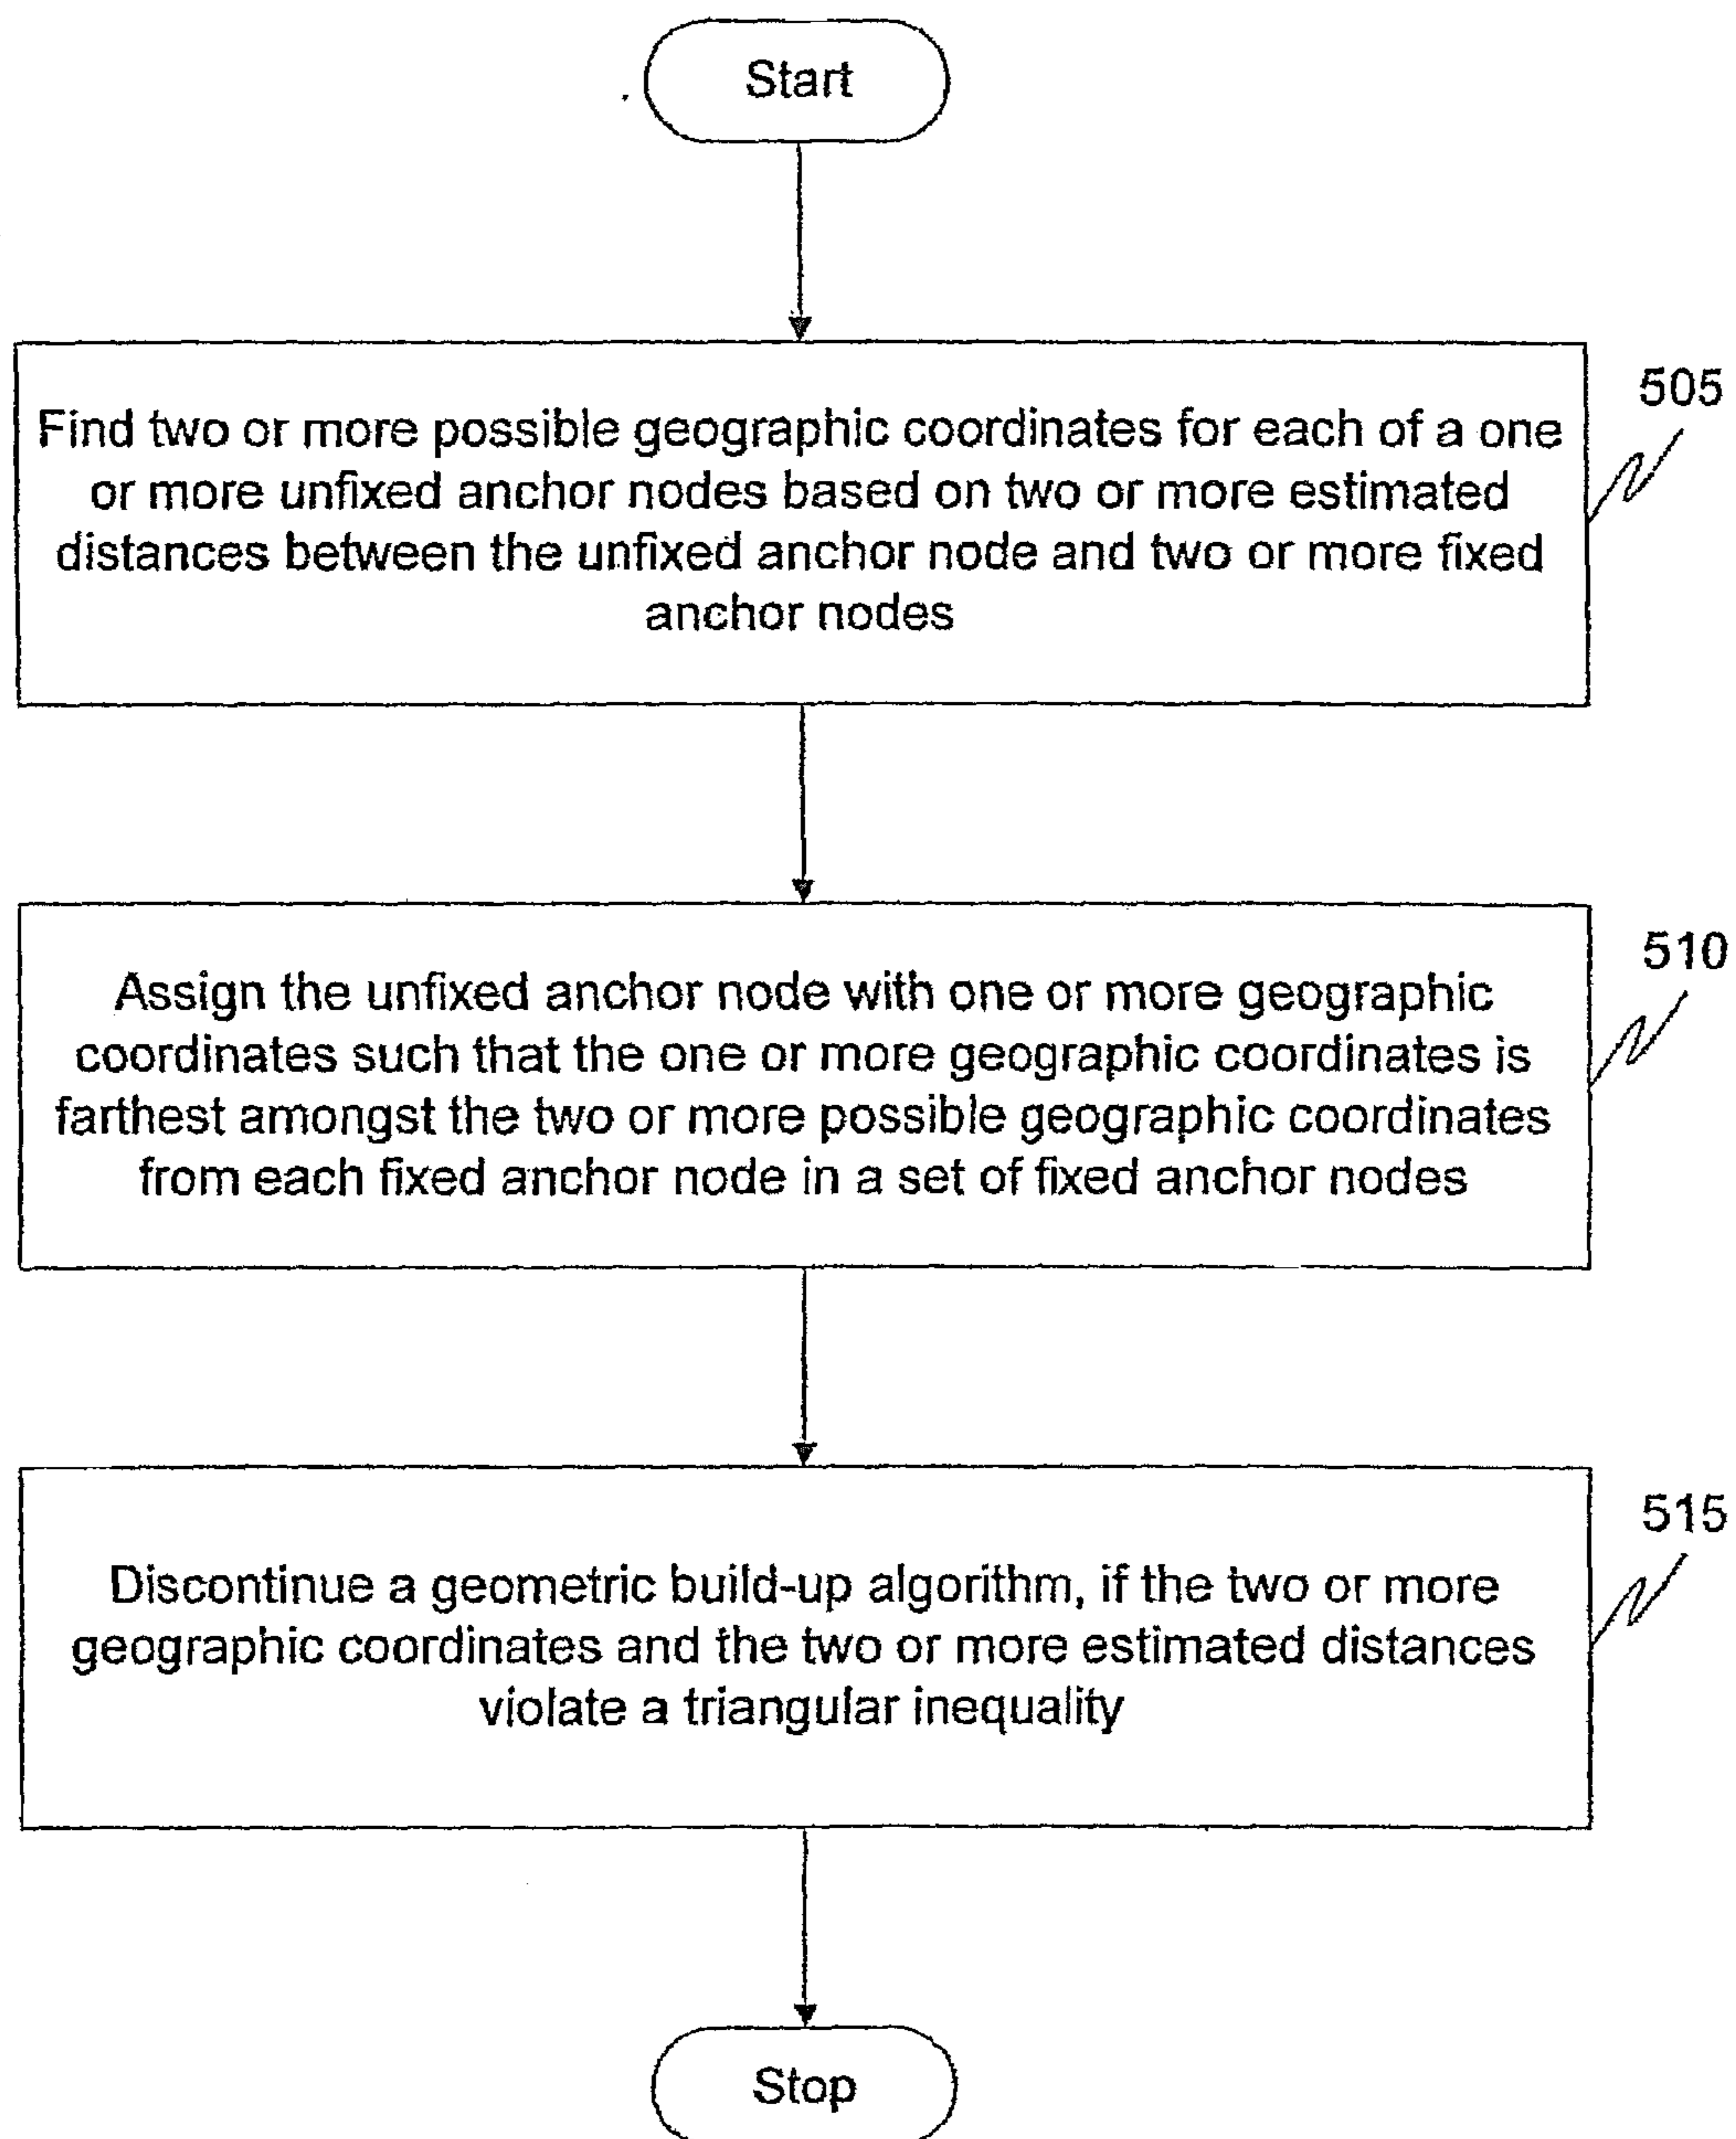 Start
505
Find two or more possible geographic coordinates for each of a one
or more unfixed anchor nodes based on two or more estimated
distances between the unfixed anchor node and two or more fixed
anchor nodes
510
Assign the unfixed anchor node with one or more geographic
coordinates such that the one or more geographic coordinates is
farthest amongst the two or more possible geographic coordinates
from each fixed anchor node in a set of fixed anchor nodes
515
Discontinue a geometric build-up algorithm, if the two or more
geographic coordinates and the two or more estimated distances
violate a triangular inequality
Stop